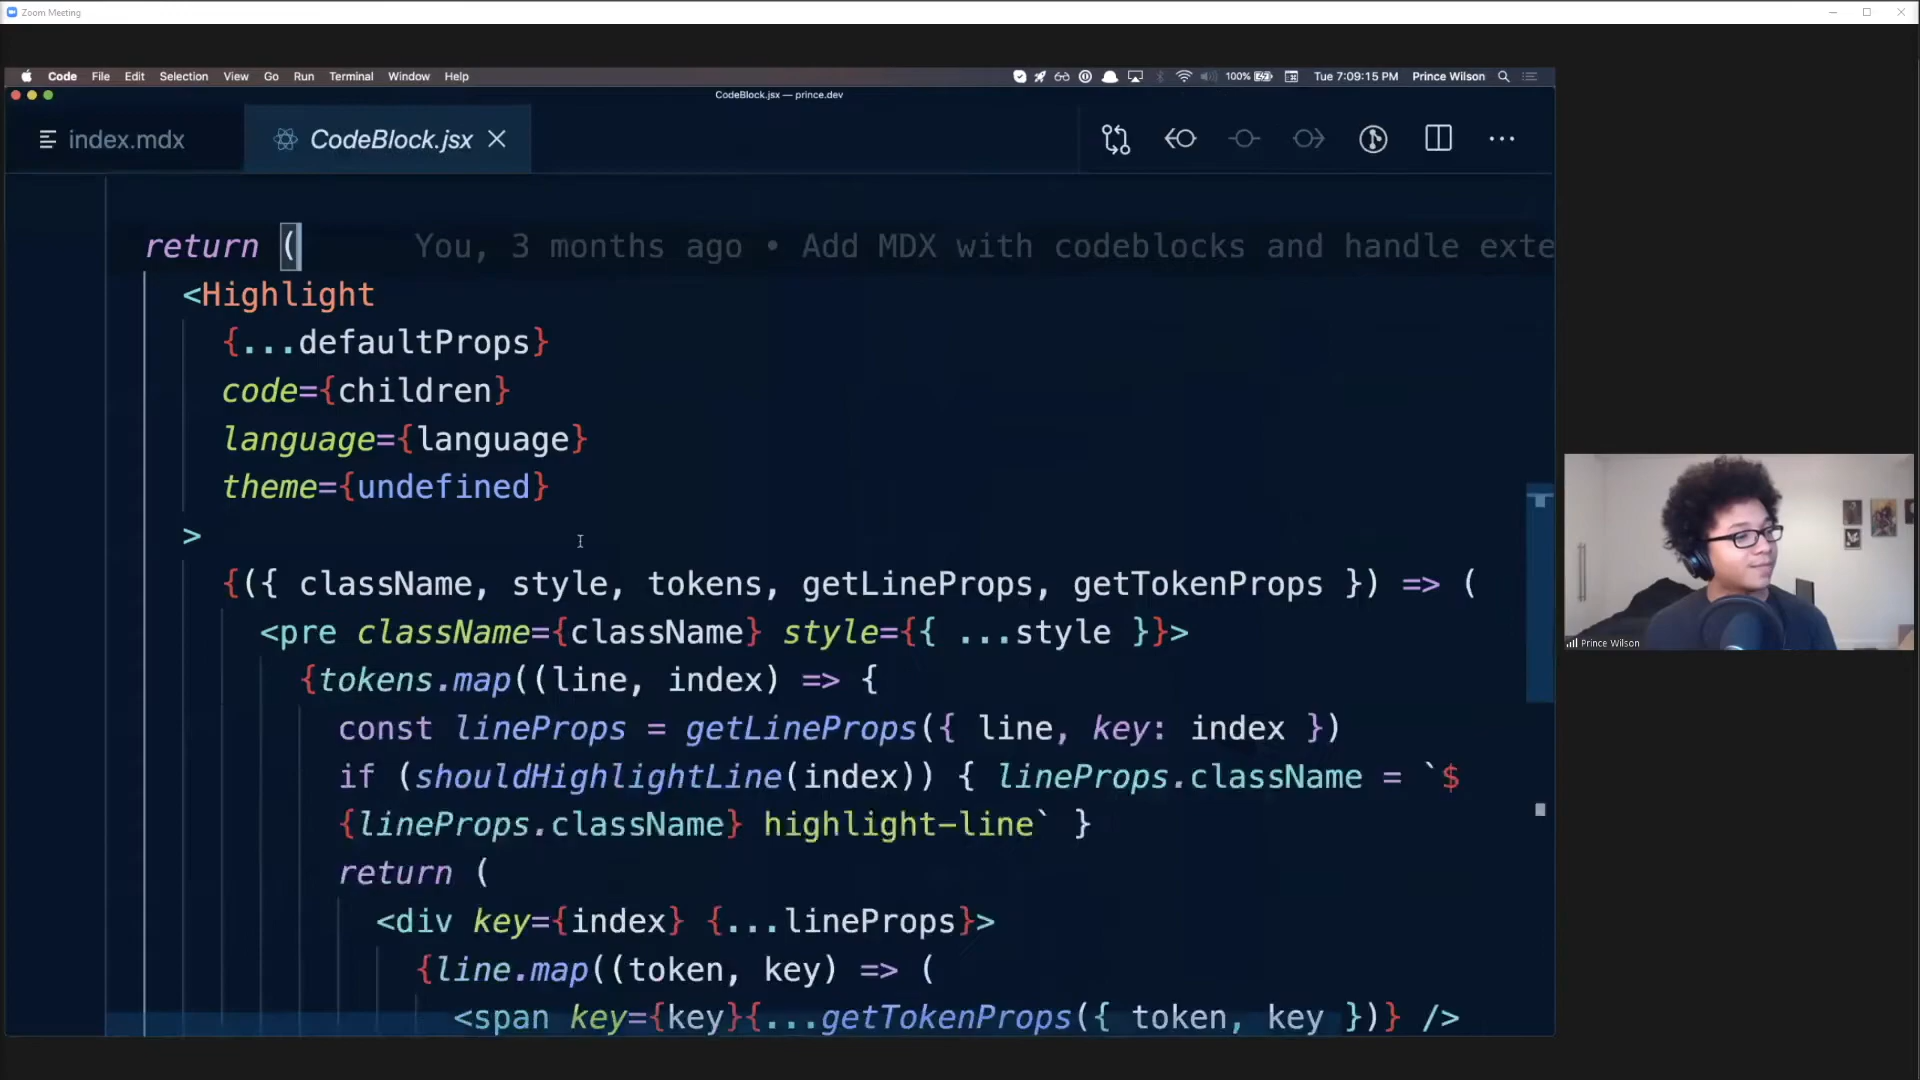 Zoom Meeting
Code File Edit Selection View Go Run Terminal Window Help 100% Tue 7:09:15 PM Prince Wilson
CodeBlock.jsx — prince.dev
index.mdx CodeBlock.jsx
return ( You, 3 months ago • Add MDX with codeblocks and handle exte
<Highlight
{...defaultProps}
code={children}
language={language}
theme={undefined}
>
{({ className, style, tokens, getLineProps, getTokenProps }) => (
<pre className={className} style={{ ...style }}>
{tokens.map((line, index) => {
const lineProps = getLineProps({ line, key: index })
if (shouldHighlightLine(index)) { lineProps.className = `$
{lineProps.className} highlight-line` }
return (
<div key={index} {...lineProps}>
{line.map((token, key) => (
<span key={key}{...getTokenProps({ token, key })} />
Prince Wilson